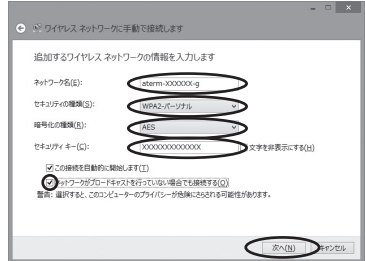 ワイヤレス ネットワークに手動で接続します
追加するワイヤレス ネットワークの情報を入力します
ネットワーク名(E): aterm-XXXXXX-g
セキュリティの種類(S): WPA2-パーソナル
暗号化の種類(R): AES
セキュリティ キー(C): XXXXXXXXXXXXX 文字を非表示にする(H)
この接続を自動的に開始します(T)
ネットワークがブロードキャストを行っていない場合でも接続する(O)
警告: 選択すると、このコンピューターのプライバシーが危険にさらされる可能性があります。
次へ(N) キャンセル